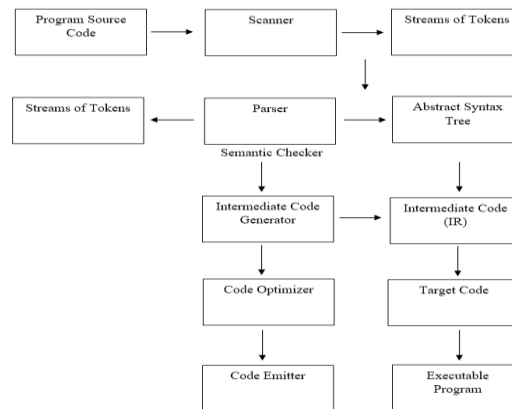 Program Source
Code
Scanner
Streams of Tokens
Streams of Tokens
Parser
Abstract Syntax
Tree
Semantic Checker
Intermediate Code
Generator
Intermediate Code
(IR)
Code Optimizer
Target Code
Code Emitter
Executable
Program